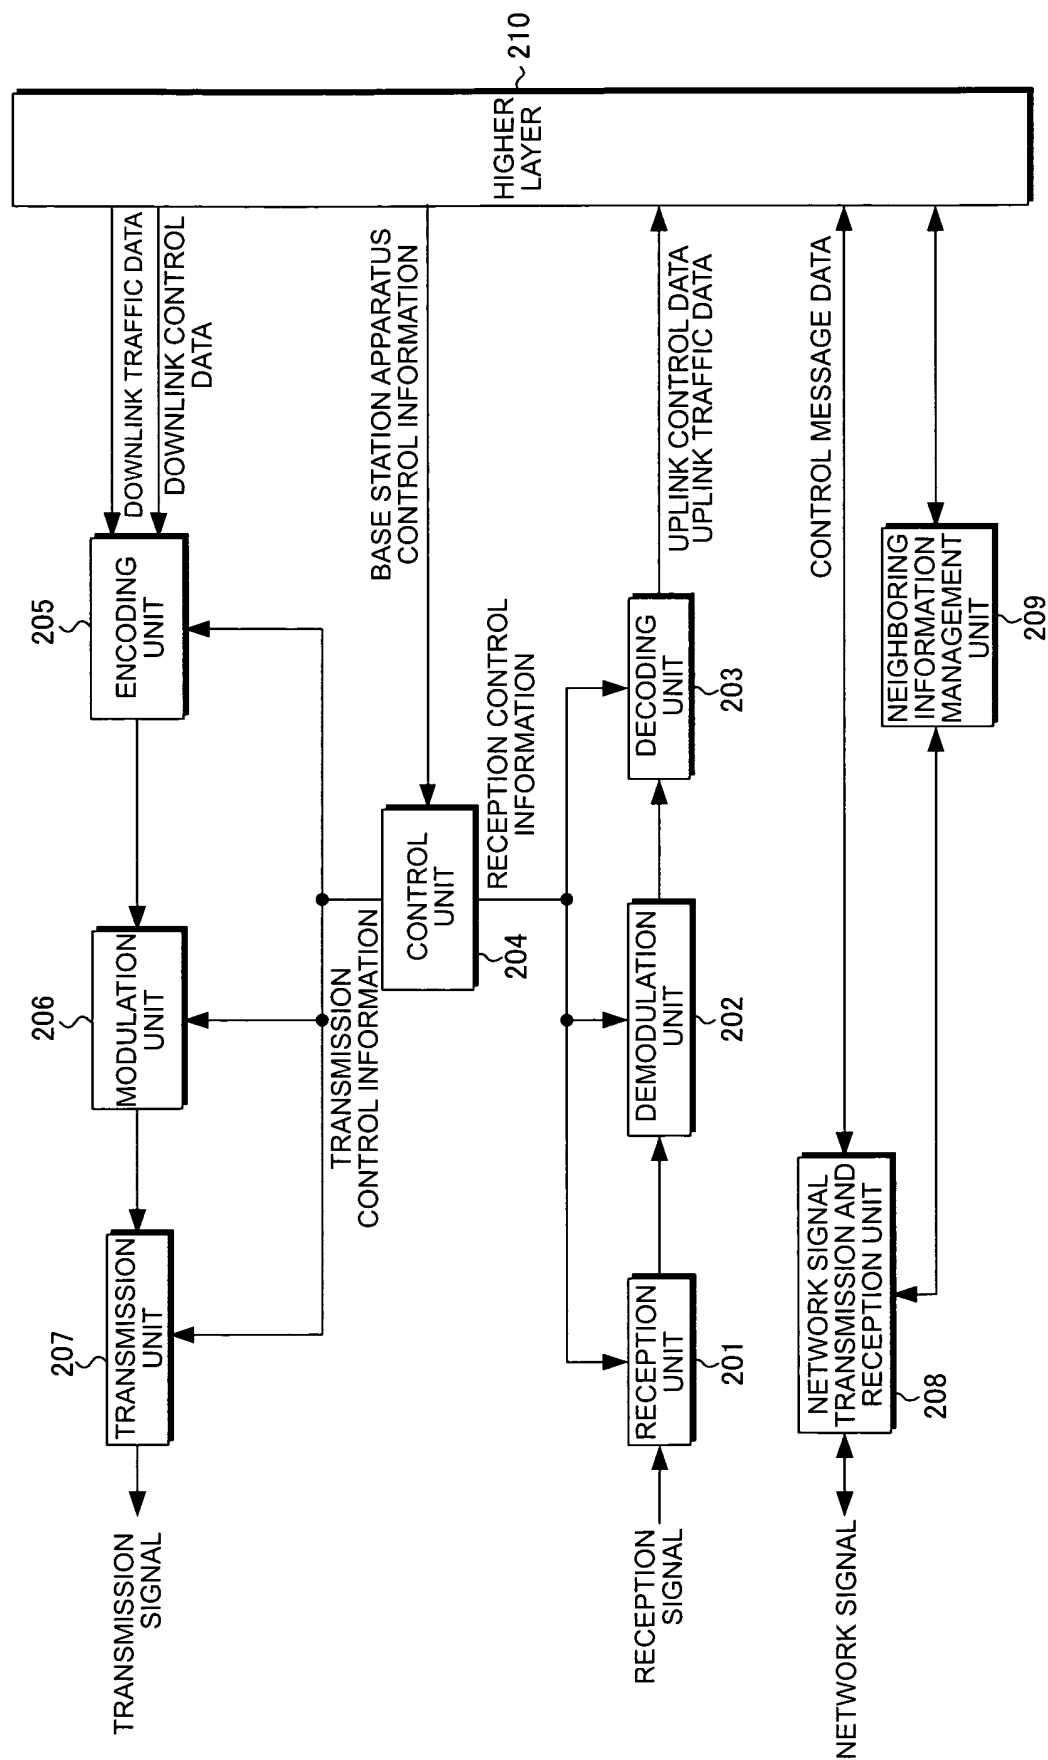 TRANSMISSION
SIGNAL
207
TRANSMISSION
UNIT
206
MODULATION
UNIT
205
ENCODING
UNIT
DOWNLINK TRAFFIC DATA
DOWNLINK CONTROL
DATA
TRANSMISSION
CONTROL INFORMATION
CONTROL
UNIT
204
BASE STATION APPARATUS
CONTROL INFORMATION
RECEPTION CONTROL
INFORMATION
HIGHER
LAYER
210
RECEPTION
SIGNAL
RECEPTION
UNIT
201
DEMODULATION
UNIT
202
DECODING
UNIT
203
UPLINK CONTROL DATA
UPLINK TRAFFIC DATA
NETWORK SIGNAL
NETWORK SIGNAL
TRANSMISSION AND
RECEPTION UNIT
208
CONTROL MESSAGE DATA
NEIGHBORING
INFORMATION
MANAGEMENT
UNIT
209